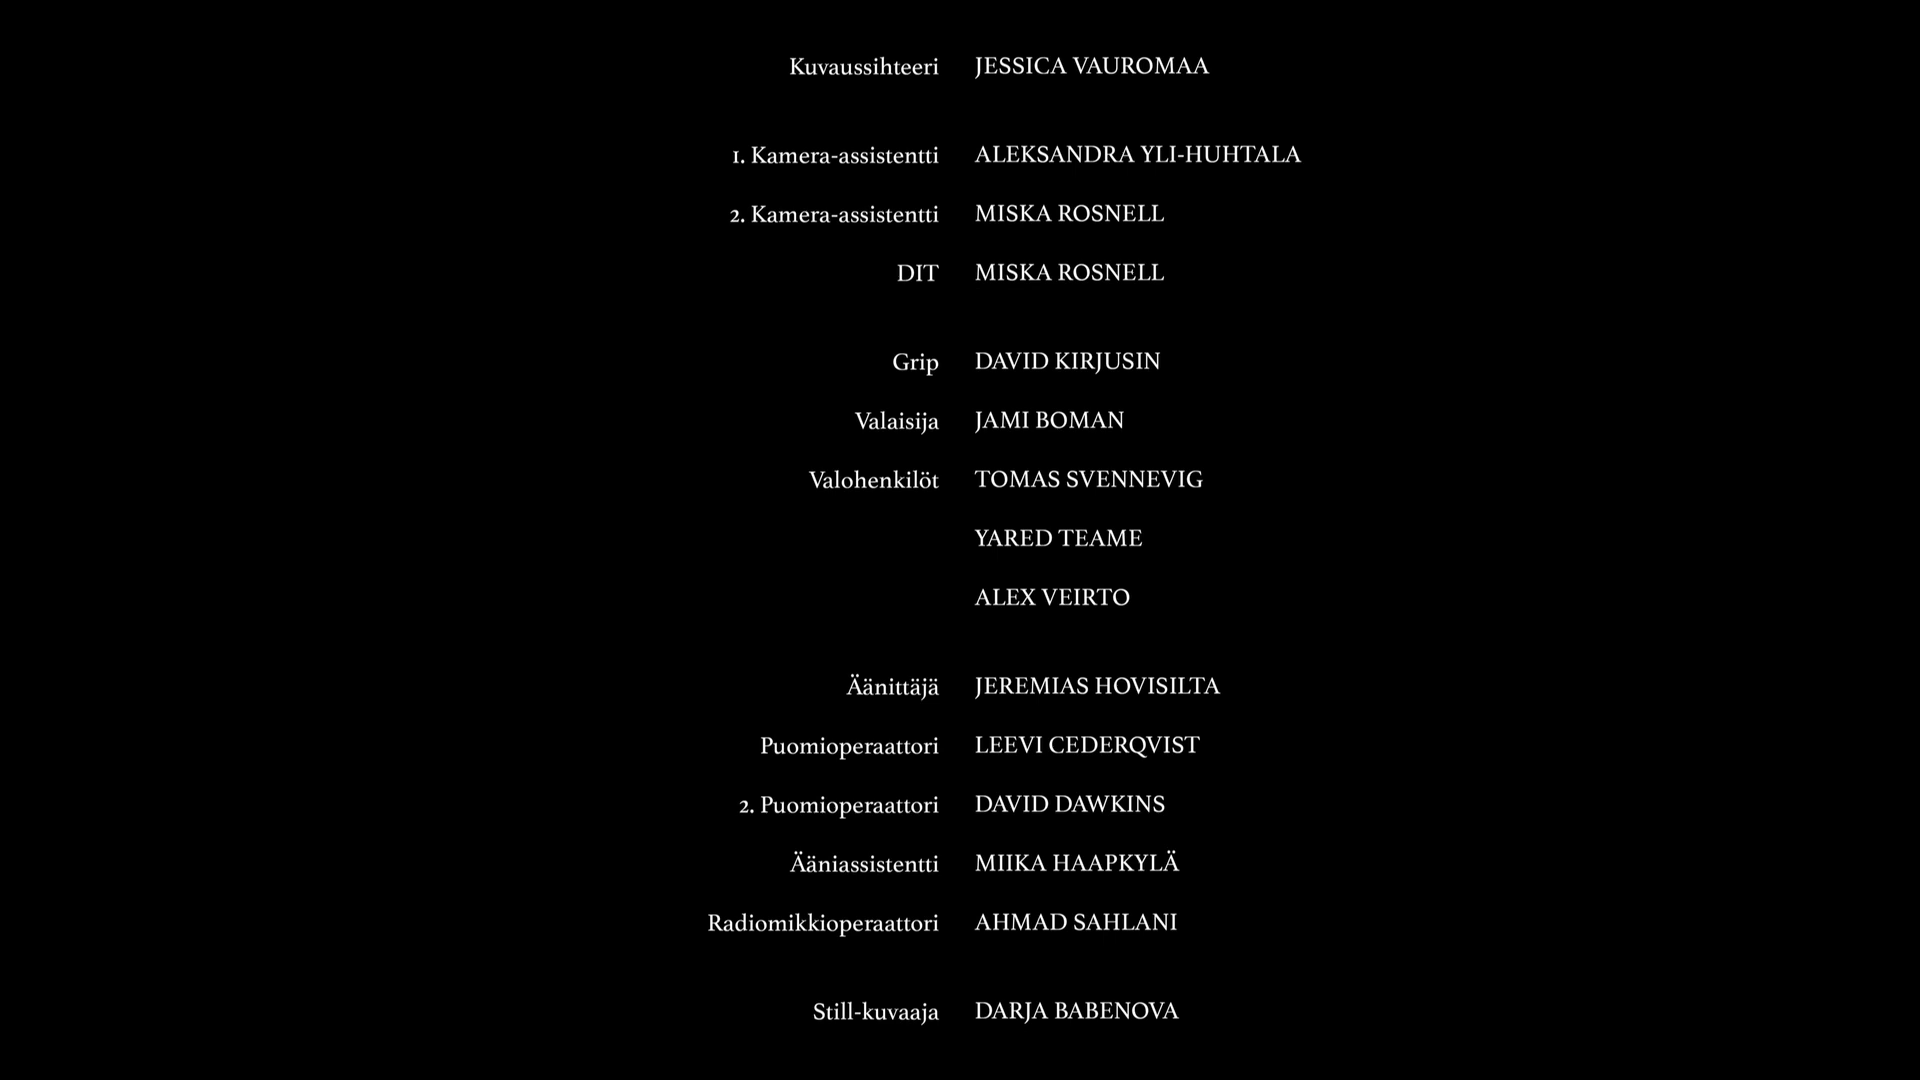 Kuvaussihteeri JESSICA VAUROMAA
1. Kamera-assistentti ALEKSANDRA YLI-HUHTALA
2. Kamera-assistentti MISKA ROSNELL
DIT MISKA ROSNELL
Grip DAVID KIRJUSIN
Valaisija JAMI BOMAN
Valohenkilöt TOMAS SVENNEVIG
YARED TEAME
ALEX VEIRTO
Äänittäjä JEREMIAS HOVISILTA
Puomioperaattori LEEVI CEDERQVIST
2. Puomioperaattori DAVID DAWKINS
Ääniassistentti MIIKA HAAPKYLÄ
Radiomikkioperaattori AHMAD SAHLANI
Still-kuvaaja DARJA BABENOVA